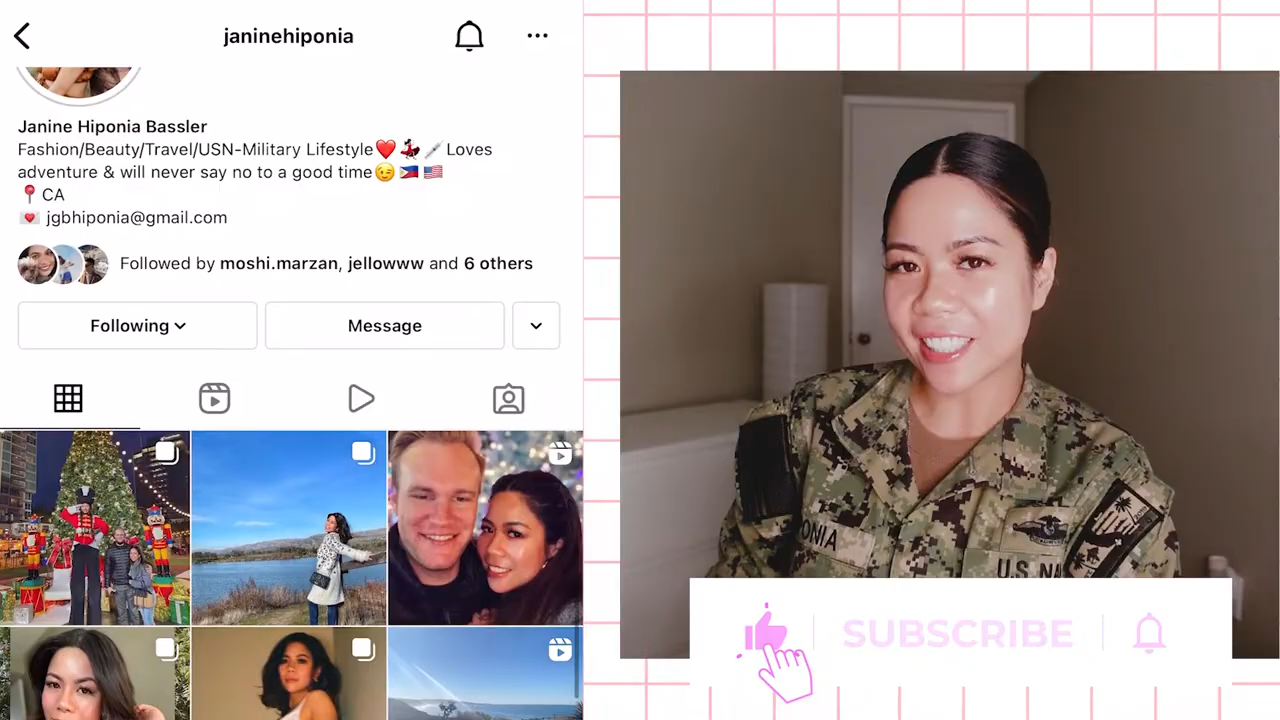 janinehiponia
Janine Hiponia Bassler
Fashion/Beauty/Travel/USN-Military Lifestyle❤️💃💉Loves
adventure & will never say no to a good time😉🇵🇭🇺🇸
📍CA
💌 jgbhiponia@gmail.com
Followed by moshi.marzan, jellowww and 6 others
Following
Message
ONIA
U.S. NA
SUBSCRIBE